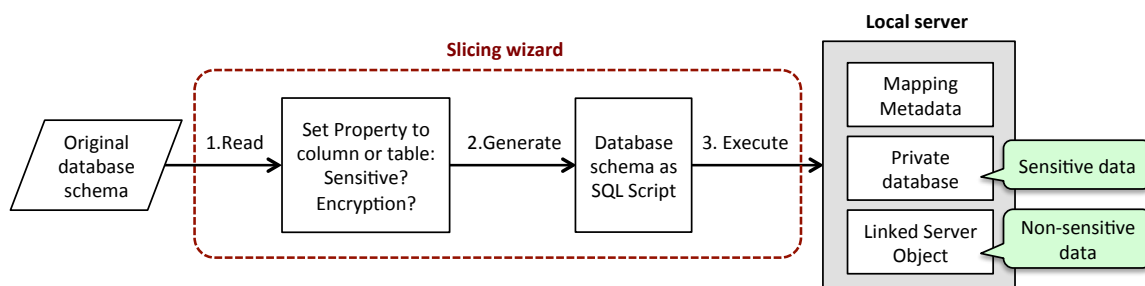 Local server
Slicing wizard
Original
database
schema
1.Read
Set Property to
column or table:
Sensitive?
Encryption?
2.Generate
Database
schema as
SQL Script
3. Execute
Mapping
Metadata
Private
database
Sensitive data
Linked Server
Object
Non-sensitive
data